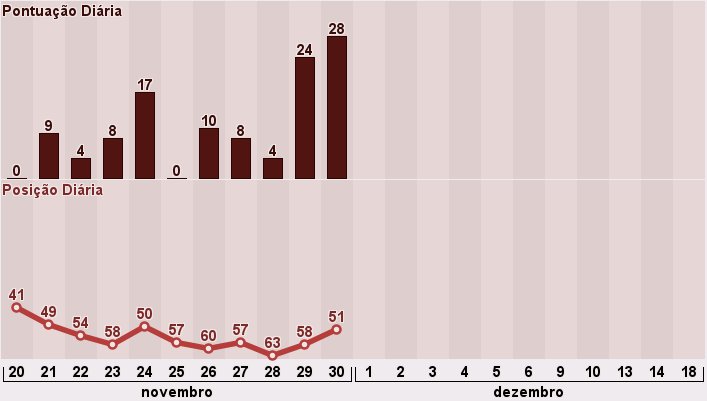 Pontuação Diária
0 9 4 8 17 0 10 8 4 24 28
Posição Diária
41 49 54 58 50 57 60 57 63 58 51
20 21 22 23 24 25 26 27 28 29 30 1 2 3 4 5 6 9 10 13 14 18
novembro dezembro